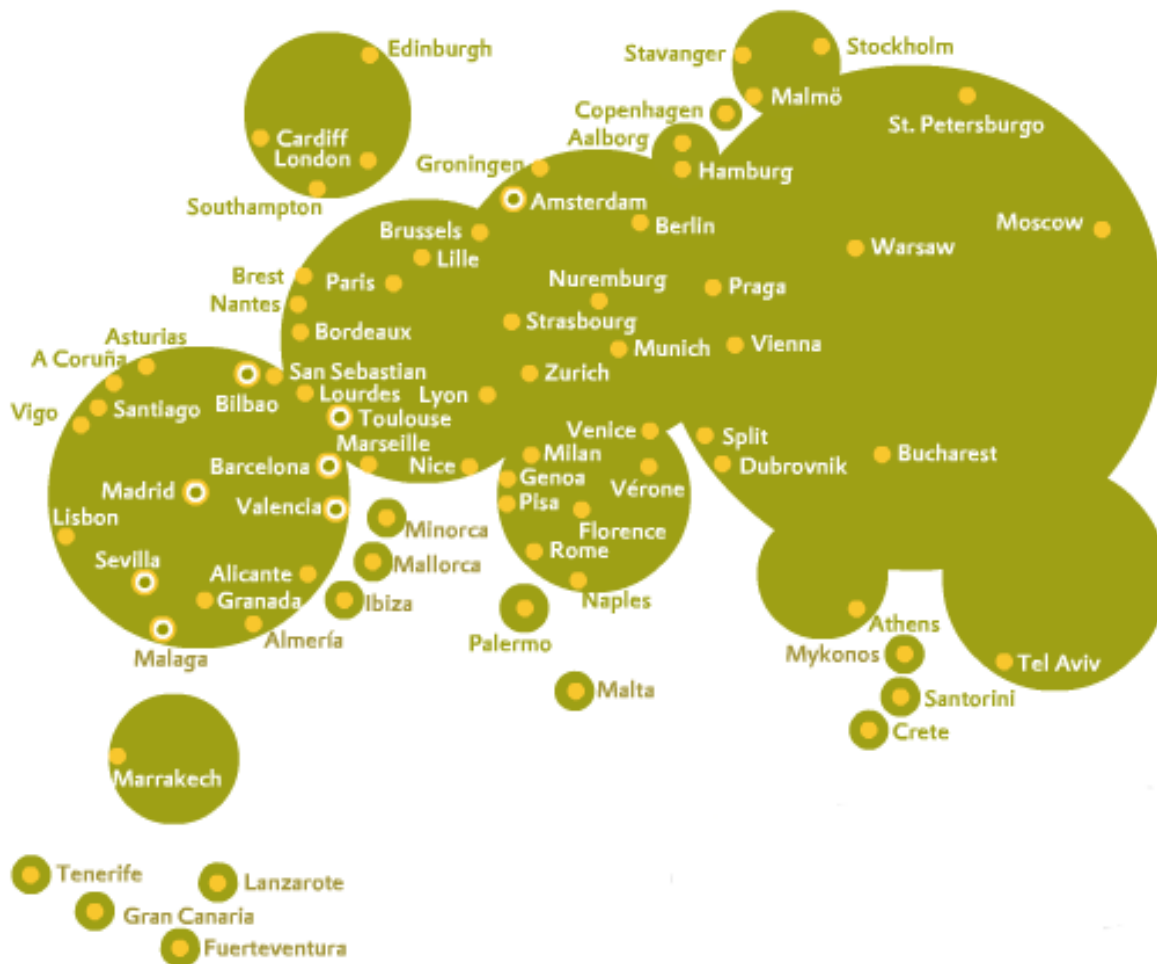 Edinburgh
Stavanger
Stockholm
Malmö
Copenhagen
St. Petersburgo
Cardiff
London
Aalborg
Groningen
Hamburg
Southampton
Amsterdam
Brussels
Berlin
Moscow
Lille
Warsaw
Brest
Paris
Nuremburg
Praga
Nantes
Bordeaux
Strasbourg
Asturias
Munich
Vienna
A Coruña
San Sebastian
Zurich
Bilbao
Lourdes
Lyon
Vigo
Santiago
Toulouse
Venice
Split
Marseille
Milan
Bucharest
Barcelona
Nice
Dubrovnik
Genoa
Vérone
Madrid
Pisa
Valencia
Lisbon
Minorca
Florence
Rome
Sevilla
Mallorca
Alicante
Granada
Ibiza
Naples
Almería
Palermo
Athens
Malaga
Mykonos
Tel Aviv
Malta
Santorini
Crete
Marrakech
Tenerife
Lanzarote
Gran Canaria
Fuerteventura